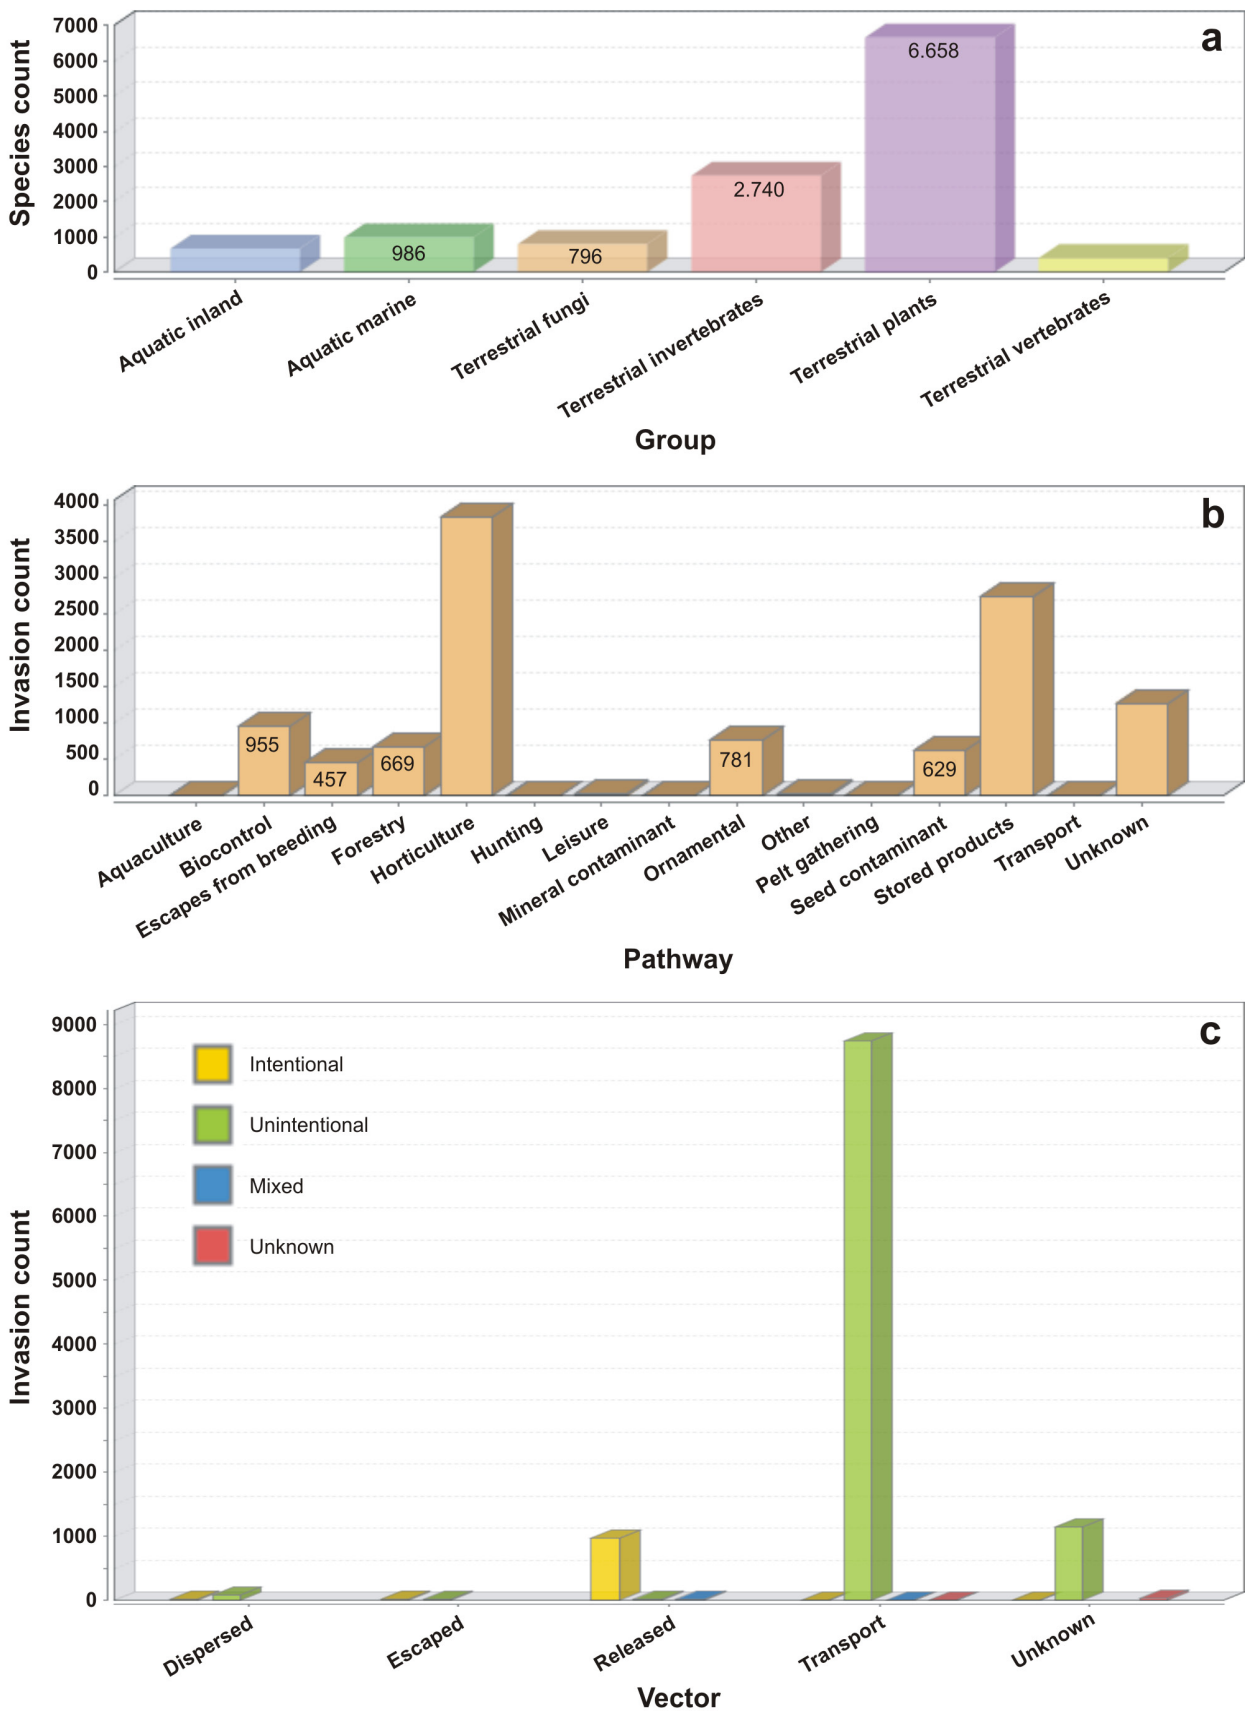 a
Species count
7000
6000
5000
4000
3000
2000
1000
0
986
796
2.740
6.658
Aquatic inland
Aquatic marine
Terrestrial fungi
Terrestrial invertebrates
Terrestrial plants
Terrestrial vertebrates
Group
b
Invasion count
4000
3500
3000
2500
2000
1500
1000
500
0
955
457
669
781
629
Aquaculture
Biocontrol
Escapes from breeding
Forestry
Horticulture
Hunting
Leisure
Mineral contaminant
Ornamental
Other
Pelt gathering
Seed contaminant
Stored products
Transport
Unknown
Pathway
c
Invasion count
9000
8000
7000
6000
5000
4000
3000
2000
1000
0
Intentional
Unintentional
Mixed
Unknown
Dispersed
Escaped
Released
Transport
Unknown
Vector